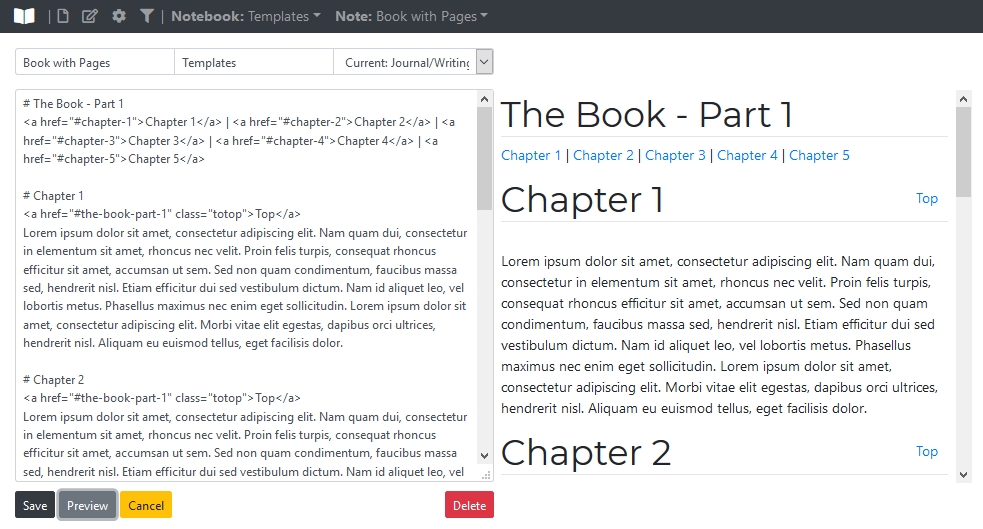 | | Notebook: Templates Note: Book with Pages
Book with Pages Templates Current: Journal/Writing
# The Book - Part 1
<a href="#chapter-1">Chapter 1</a> | <a href="#chapter-2">Chapter 2</a> | <a
href="#chapter-3">Chapter 3</a> | <a href="#chapter-4">Chapter 4</a> | <a
href="#chapter-5">Chapter 5</a>
# Chapter 1
<a href="#the-book-part-1" class="totop">Top</a>
Lorem ipsum dolor sit amet, consectetur adipiscing elit. Nam quam dui, consectetur
in elementum sit amet, rhoncus nec velit. Proin felis turpis, consequat rhoncus
efficitur sit amet, accumsan ut sem. Sed non quam condimentum, faucibus massa
sed, hendrerit nisl. Etiam efficitur dui sed vestibulum dictum. Nam id aliquet leo, vel
lobortis metus. Phasellus maximus nec enim eget sollicitudin. Lorem ipsum dolor sit
amet, consectetur adipiscing elit. Morbi vitae elit egestas, dapibus orci ultrices,
hendrerit nisl. Aliquam eu euismod tellus, eget facilisis dolor.
# Chapter 2
<a href="#the-book-part-1" class="totop">Top</a>
Lorem ipsum dolor sit amet, consectetur adipiscing elit. Nam quam dui, consectetur
in elementum sit amet, rhoncus nec velit. Proin felis turpis, consequat rhoncus
efficitur sit amet, accumsan ut sem. Sed non quam condimentum, faucibus massa
sed, hendrerit nisl. Etiam efficitur dui sed vestibulum dictum. Nam id aliquet leo, vel
The Book - Part 1
Chapter 1 | Chapter 2 | Chapter 3 | Chapter 4 | Chapter 5
Chapter 1 Top
Lorem ipsum dolor sit amet, consectetur adipiscing elit. Nam quam dui,
consectetur in elementum sit amet, rhoncus nec velit. Proin felis turpis,
consequat rhoncus efficitur sit amet, accumsan ut sem. Sed non quam
condimentum, faucibus massa sed, hendrerit nisl. Etiam efficitur dui sed
vestibulum dictum. Nam id aliquet leo, vel lobortis metus. Phasellus
maximus nec enim eget sollicitudin. Lorem ipsum dolor sit amet,
consectetur adipiscing elit. Morbi vitae elit egestas, dapibus orci ultrices,
hendrerit nisl. Aliquam eu euismod tellus, eget facilisis dolor.
Chapter 2 Top
Save Preview Cancel Delete